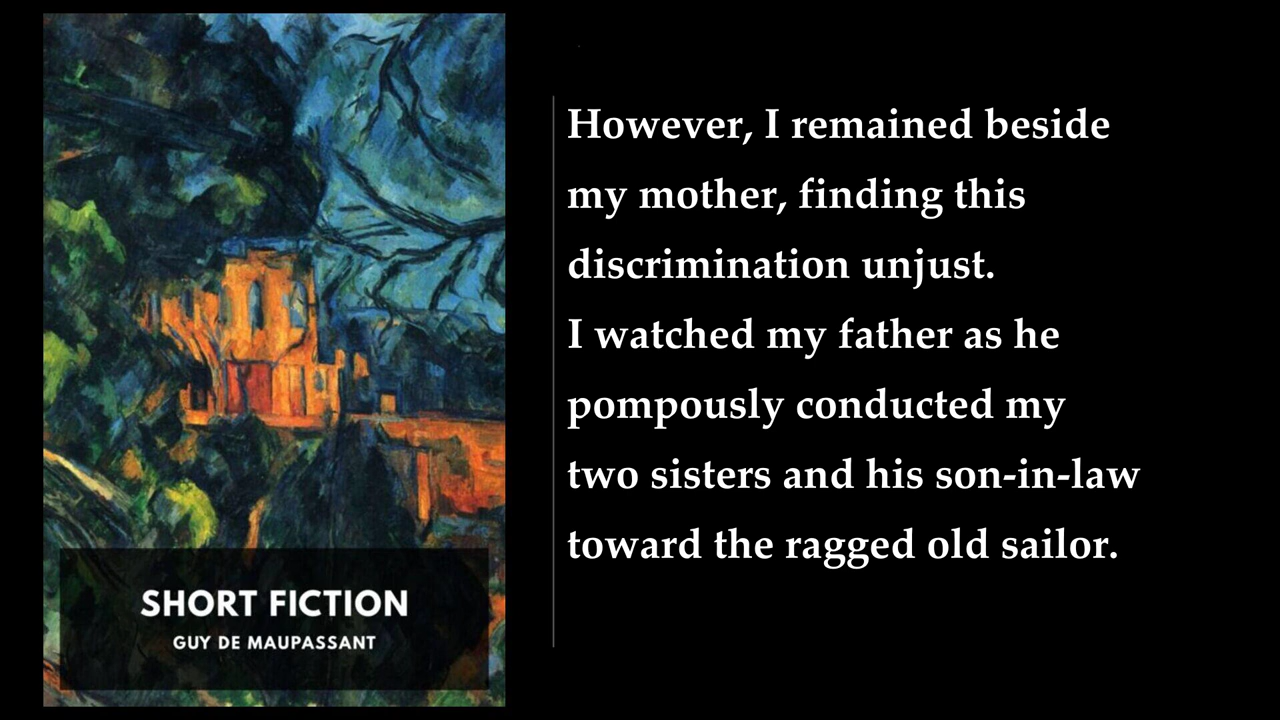 However, I remained beside
my mother, finding this
discrimination unjust.
I watched my father as he
pompously conducted my
two sisters and his son-in-law
toward the ragged old sailor.
SHORT FICTION
GUY DE MAUPASSANT